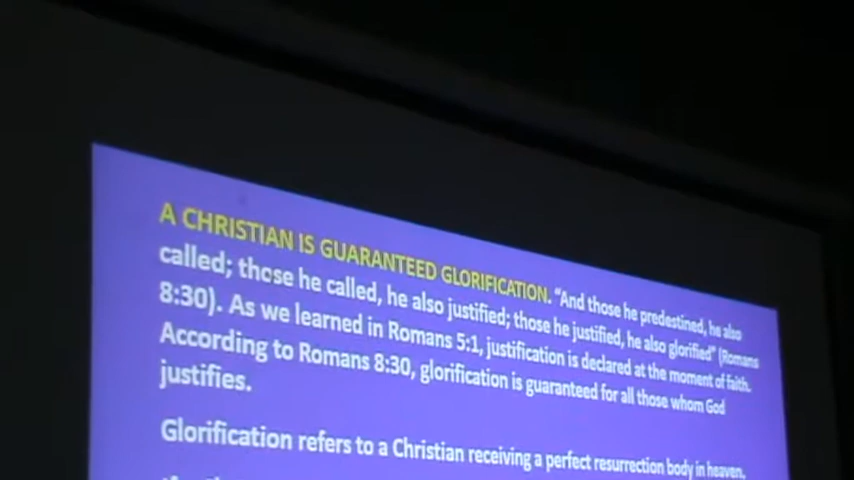 A CHRISTIAN IS GUARANTEED GLORIFICATION. “And those he predestined, he also
called; those he called, he also justified; those he justified, he also glorified” (Romans
8:30). As we learned in Romans 5:1, justification is declared at the moment of faith.
According to Romans 8:30, glorification is guaranteed for all those whom God
justifies.
Glorification refers to a Christian receiving a perfect resurrection body in heaven,